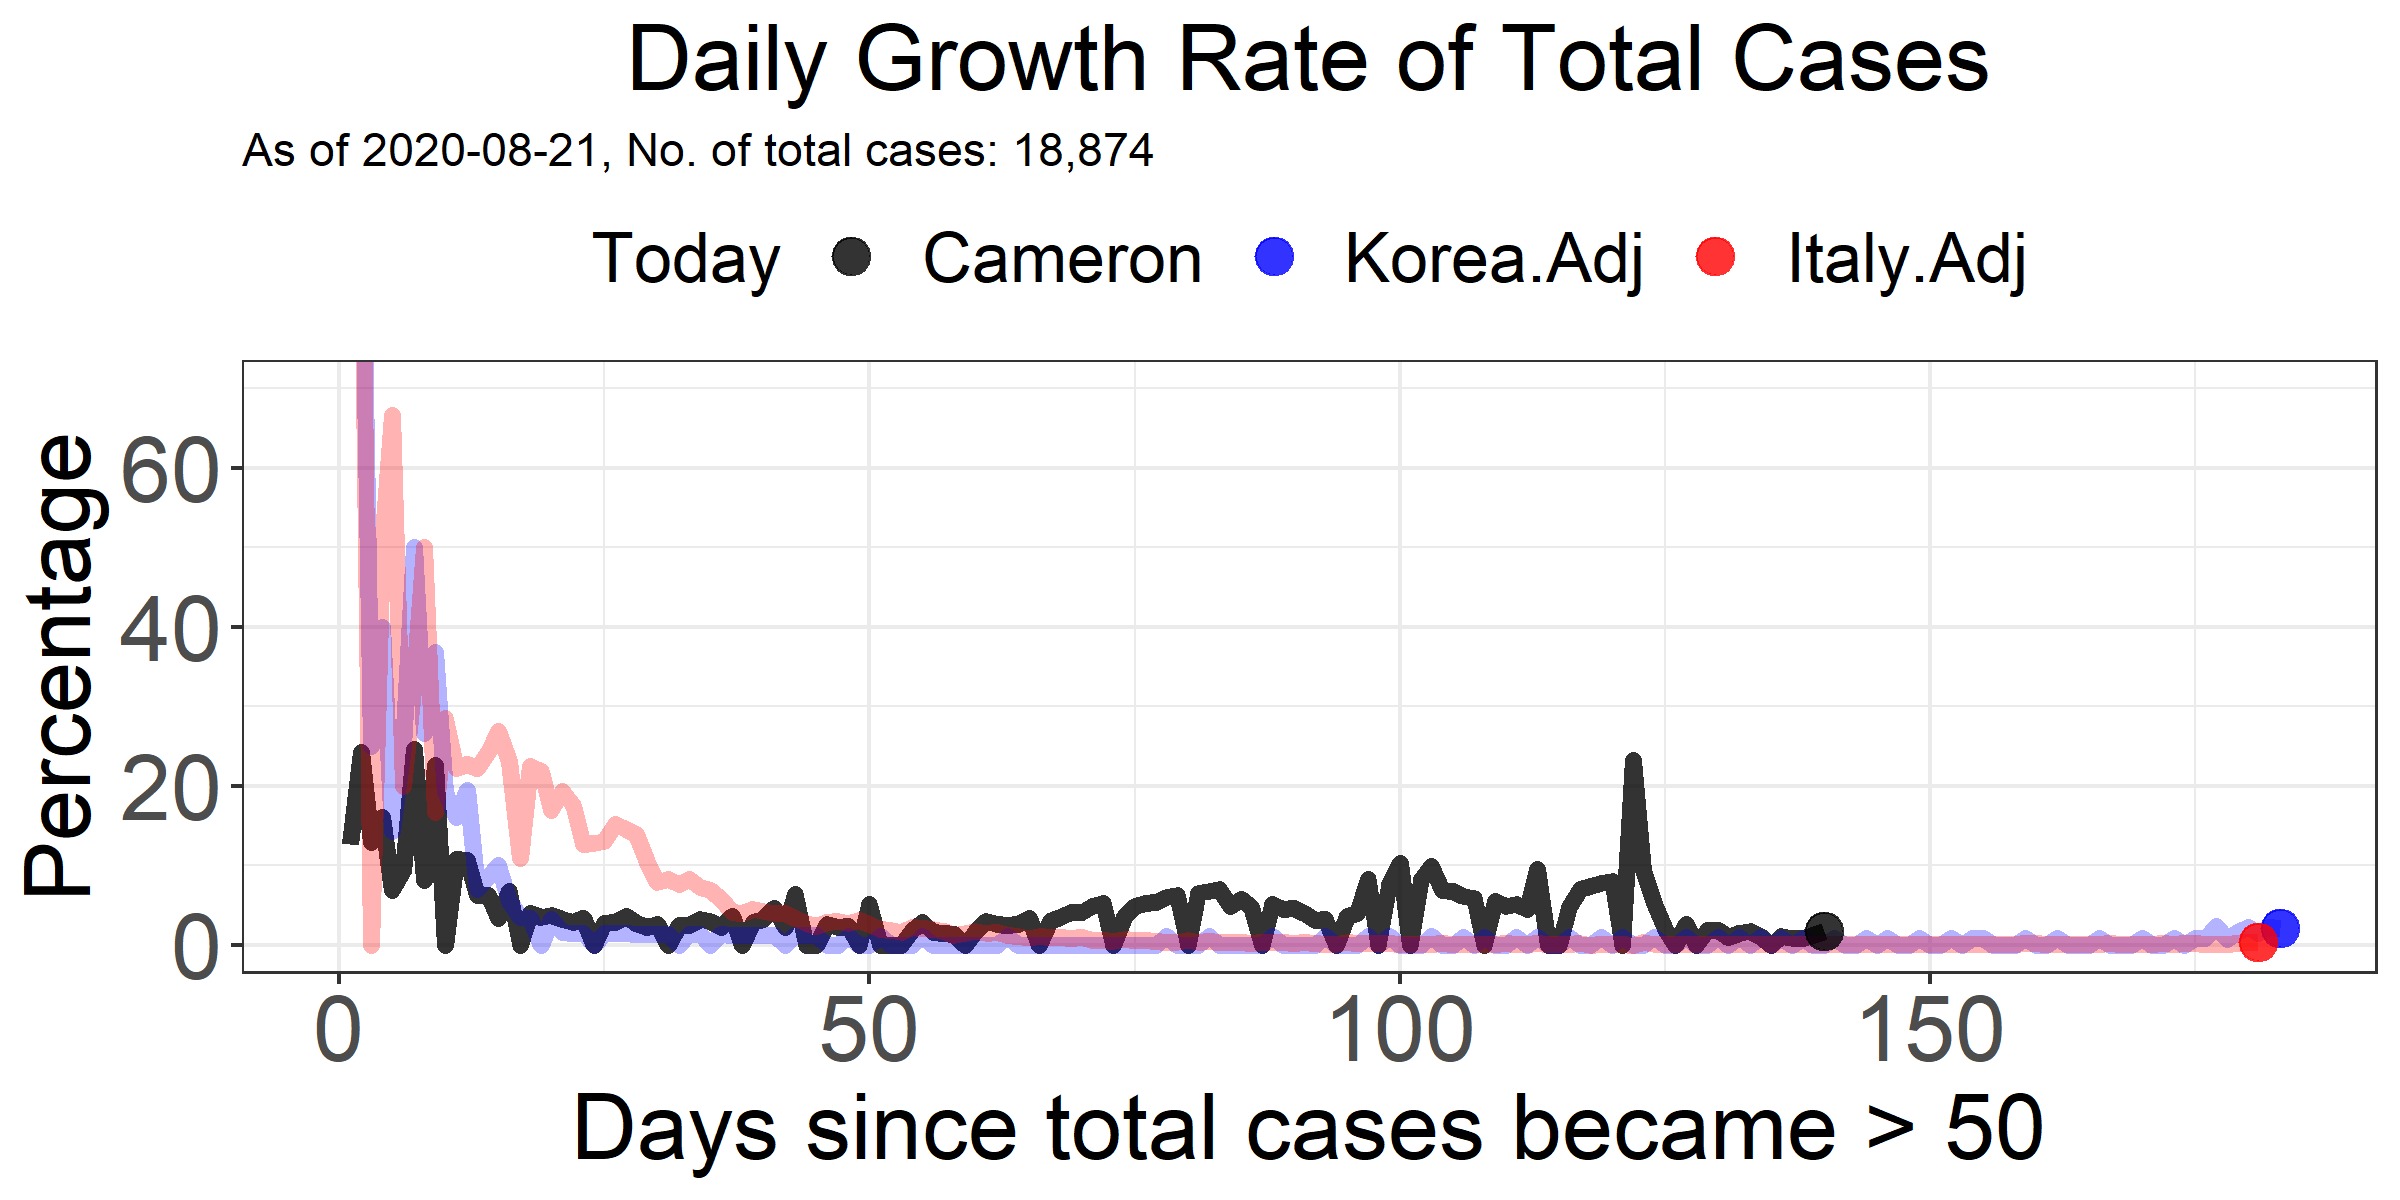 Daily Growth Rate of Total Cases
As of 2020-08-21, No. of total cases: 18,874
Today Cameron Korea.Adj Italy.Adj
Percentage
60
40
20
0
0 50 100 150
Days since total cases became > 50